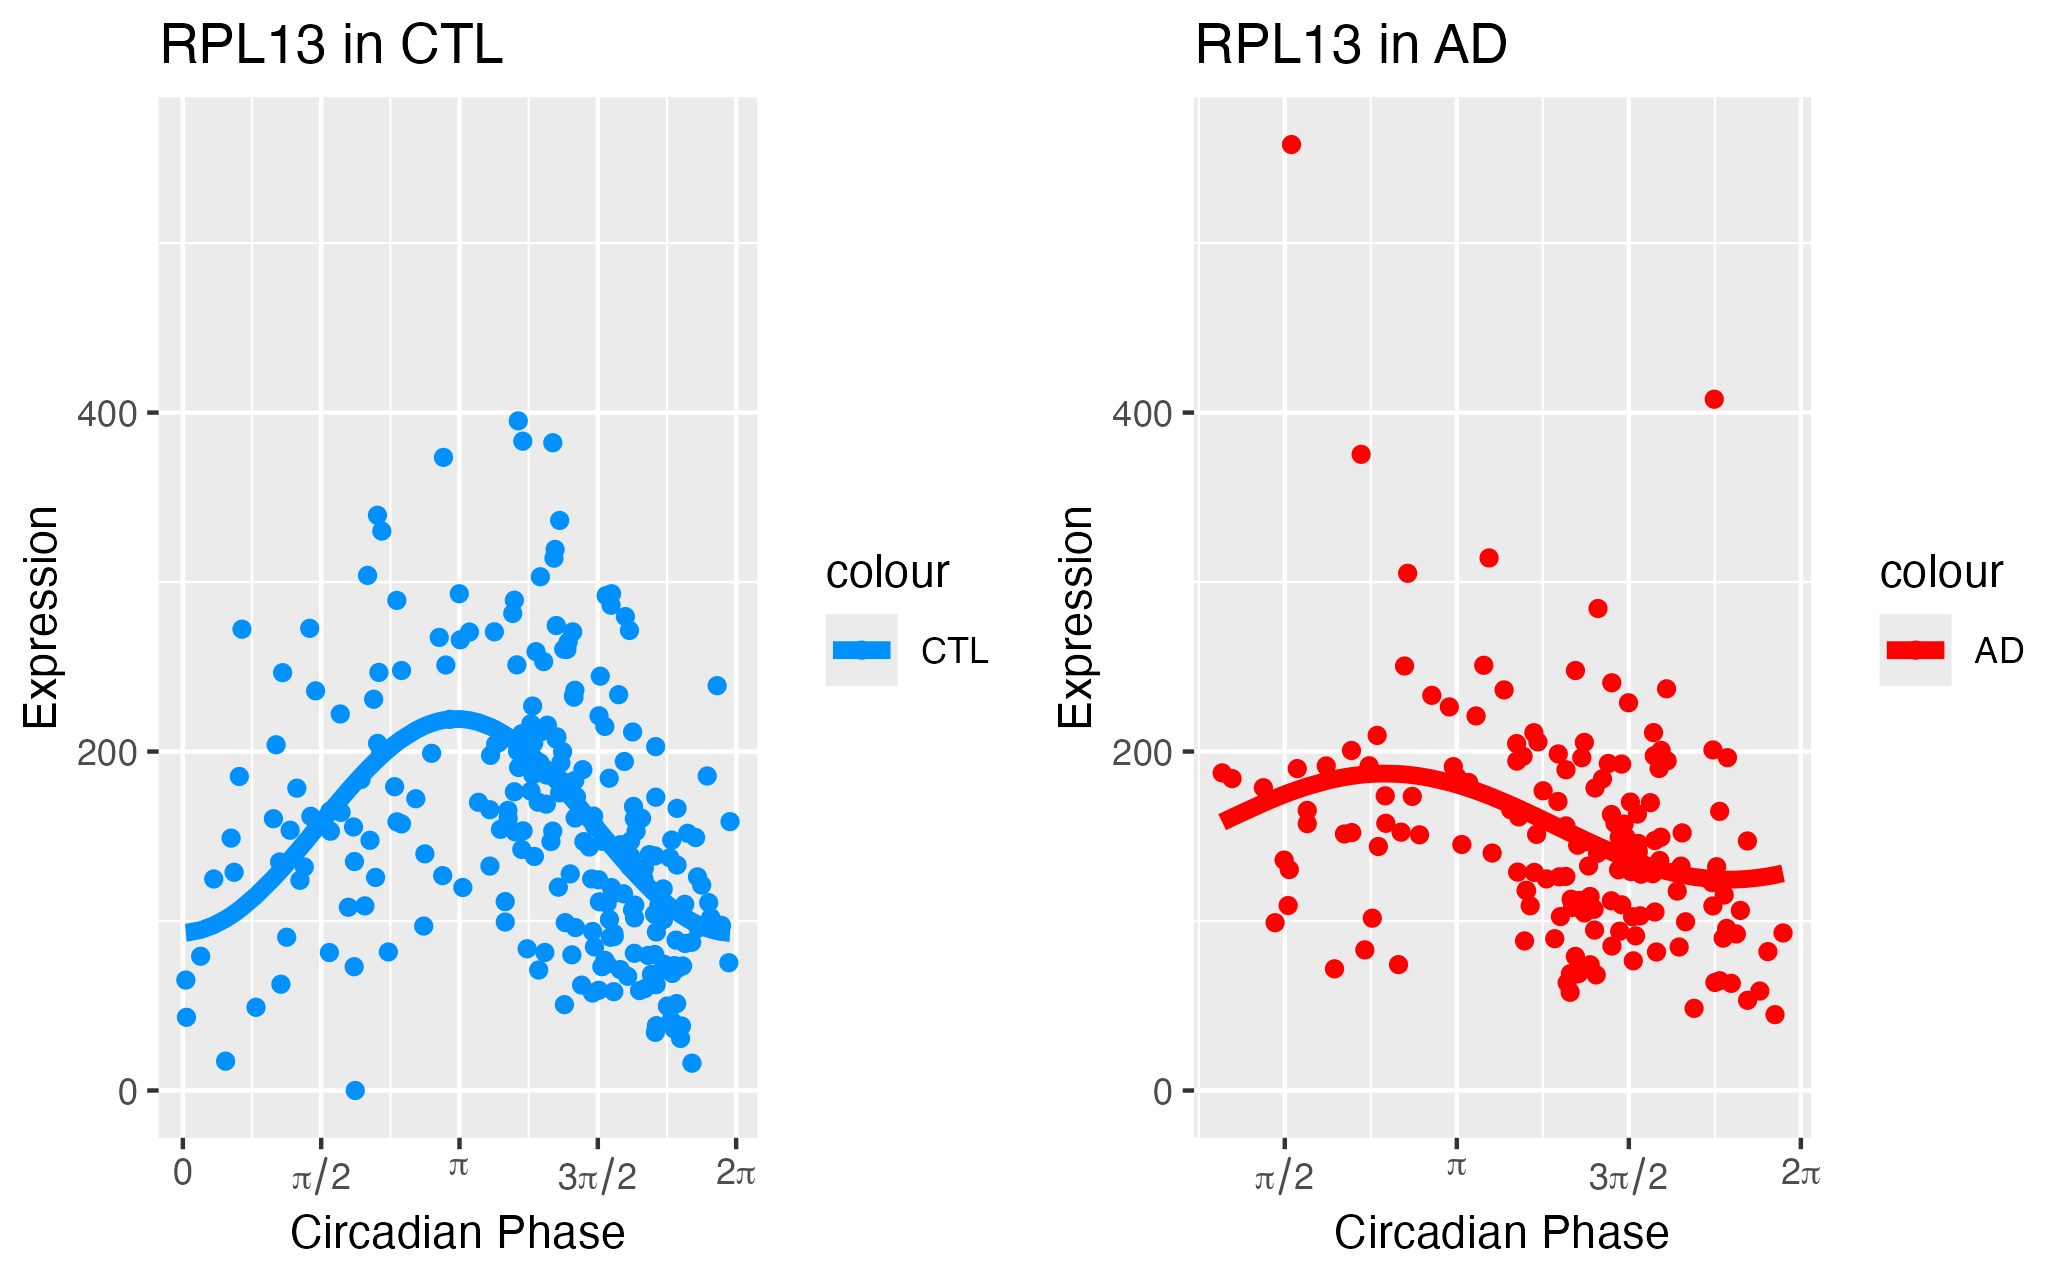 RPL13 in CTL
Expression
400
200
0
0
π/2
π
3π/2
2π
Circadian Phase
colour
CTL
RPL13 in AD
Expression
400
200
0
π/2
π
3π/2
2π
Circadian Phase
colour
AD